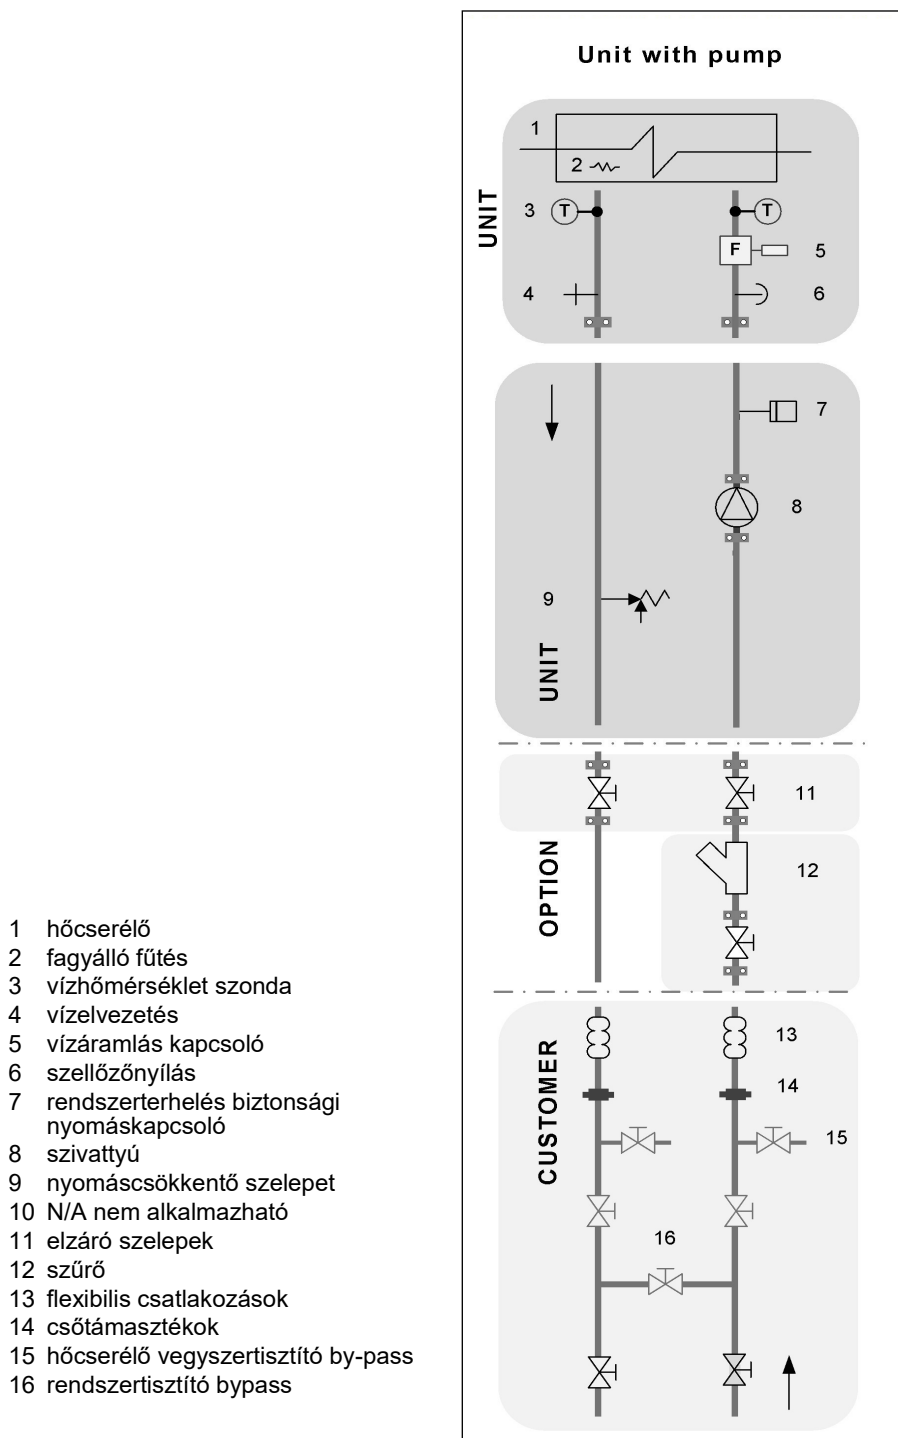 Unit with pump
1
2
UNIT
3
T
T
F
5
4
6
7
8
9
UNIT
11
OPTION
12
CUSTOMER
13
14
15
16
1 hőcserélő
2 fagyálló fűtés
3 vízhőmérséklet szonda
4 vízelvezetés
5 vízáramlás kapcsoló
6 szellőzőnyílás
7 rendszerterhelés biztonsági
nyomáskapcsoló
8 szivattyú
9 nyomáscsökkentő szelepet
10 N/A nem alkalmazható
11 elzáró szelepek
12 szűrő
13 flexibilis csatlakozások
14 csőtámasztékok
15 hőcserélő vegyszertisztító by-pass
16 rendszertisztító bypass